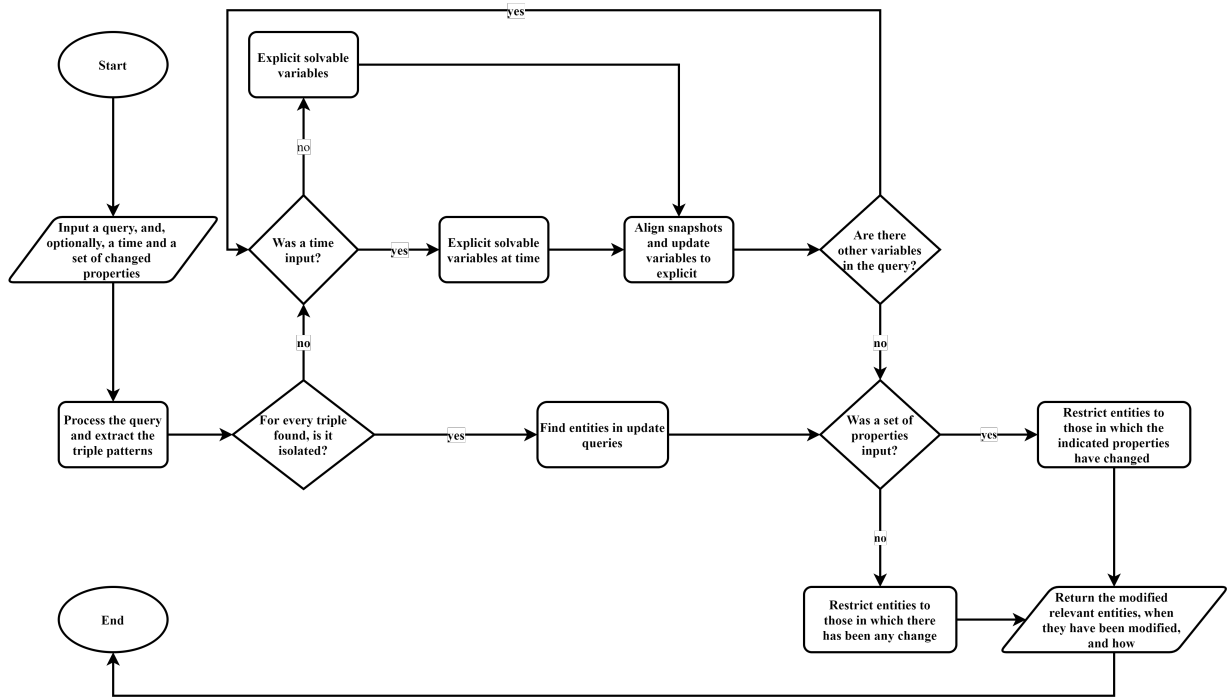 yes
Start
Explicit solvable
variables
no
Input a query, and,
optionally, a time and a
set of changed
properties
Was a time
input?
yes
Explicit solvable
variables at time
Align snapshots
and update
variables to
explicit
Are there
other variables
in the query?
no
no
Process the query
and extract the
triple patterns
For every triple
found, is it
isolated?
yes
Find entities in update
queries
Was a set of
properties
input?
yes
Restrict entities to
those in which the
indicated properties
have changed
no
End
Restrict entities to
those in which there
has been any change
Return the modified
relevant entities, when
they have been modified,
and how